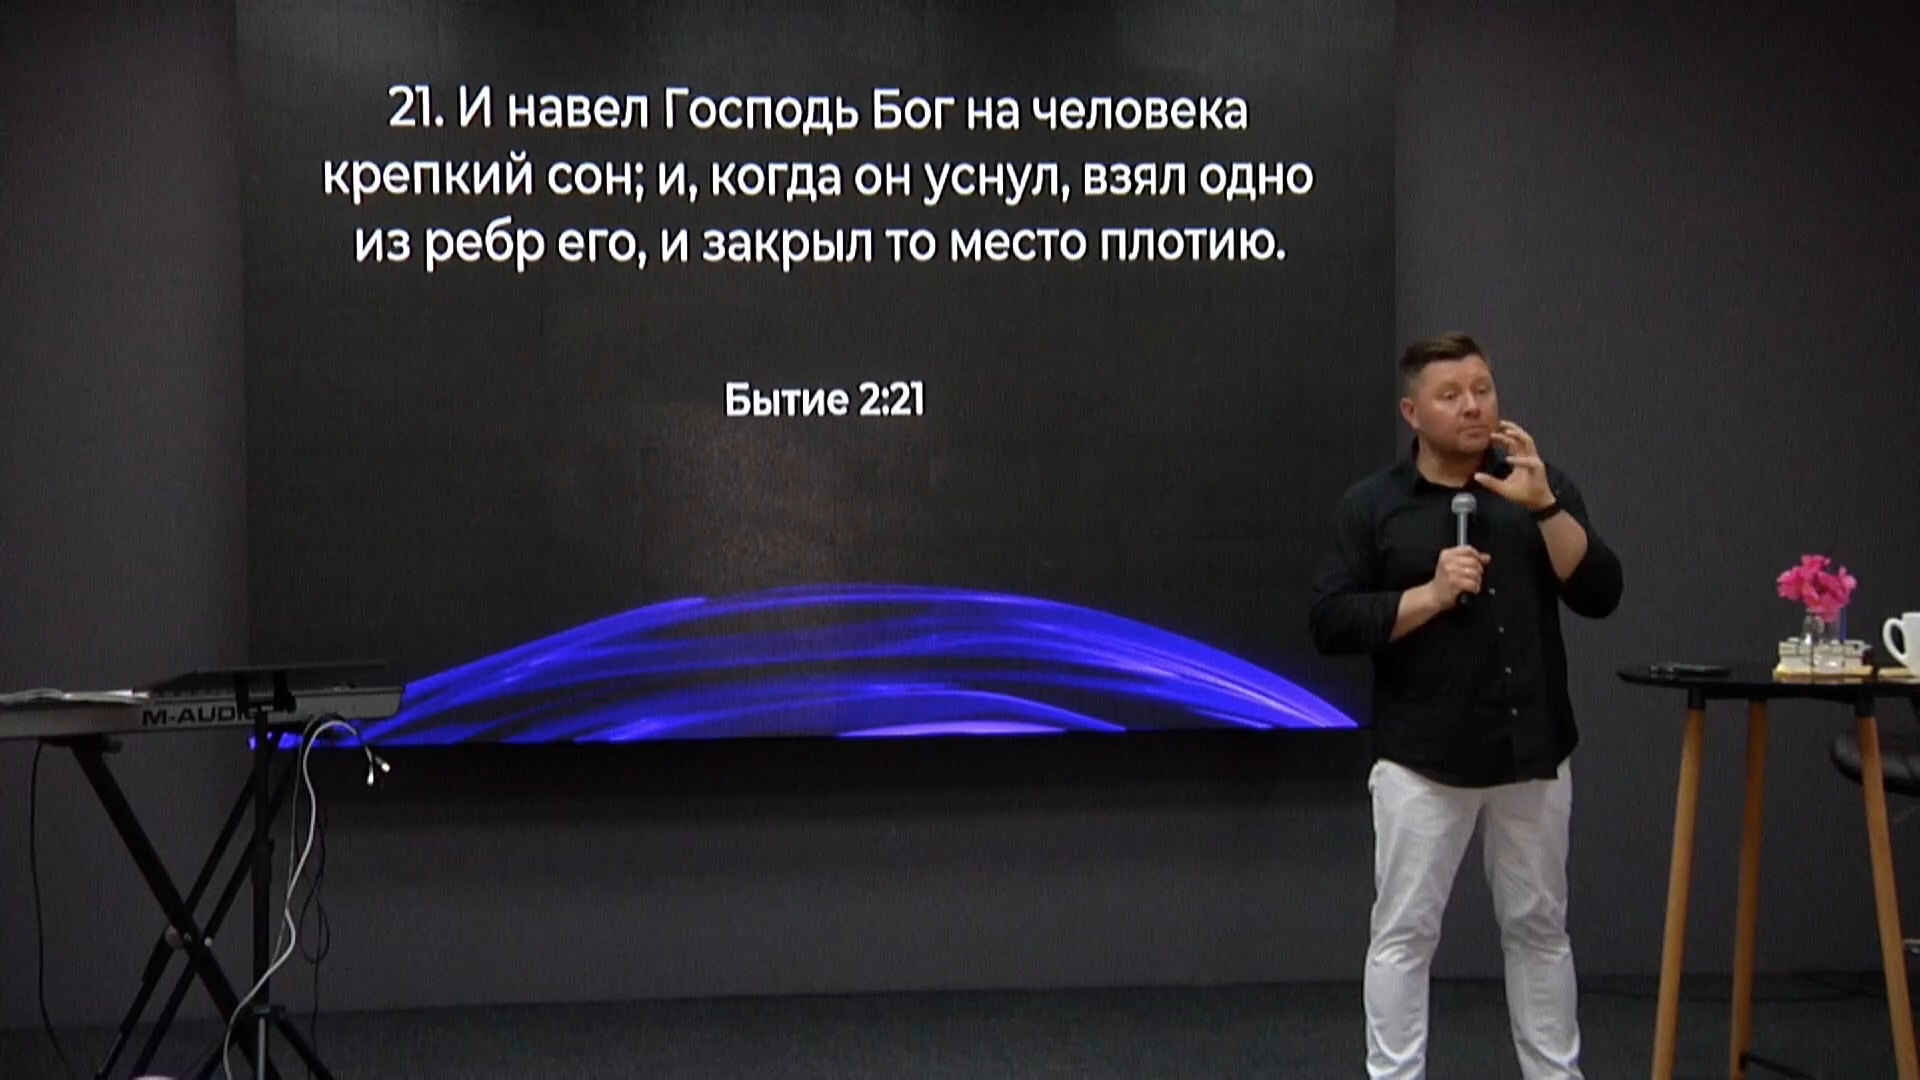 21. И навел Господь Бог на человека
крепкий сон; и, когда он уснул, взял одно
из ребр его, и закрыл то место плотию.
Бытие 2:21
M-AUDIO